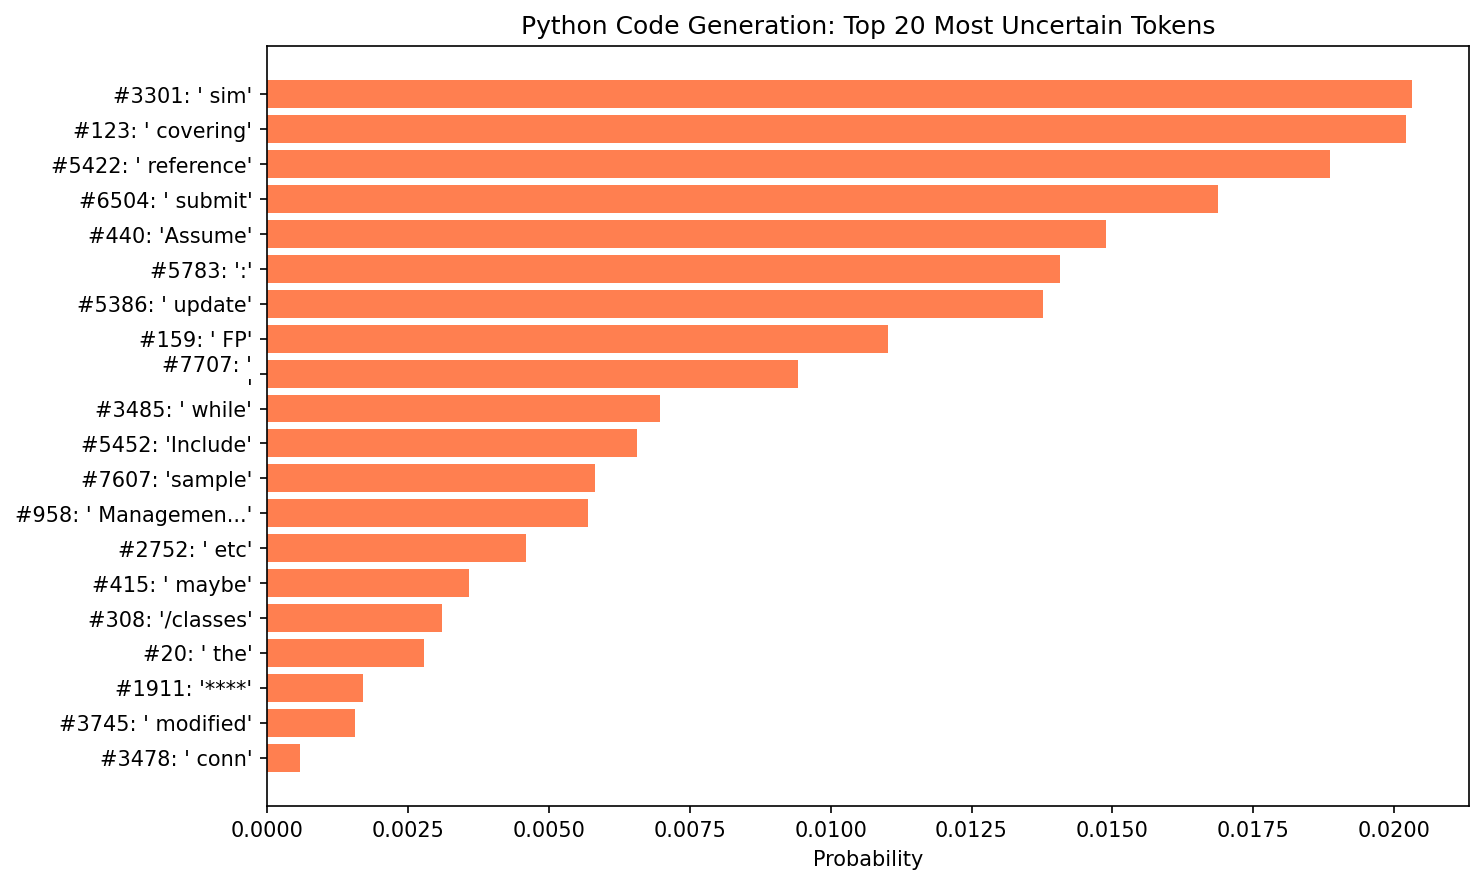 Python Code Generation: Top 20 Most Uncertain Tokens
#3301: ' sim'
#123: ' covering'
#5422: ' reference'
#6504: ' submit'
#440: 'Assume'
#5783: ':'
#5386: ' update'
#159: ' FP'
#7707: '
'
#3485: ' while'
#5452: 'Include'
#7607: 'sample'
#958: ' Managemen...'
#2752: ' etc'
#415: ' maybe'
#308: '/classes'
#20: ' the'
#1911: '****'
#3745: ' modified'
#3478: ' conn'
0.0000 0.0025 0.0050 0.0075 0.0100 0.0125 0.0150 0.0175 0.0200
Probability